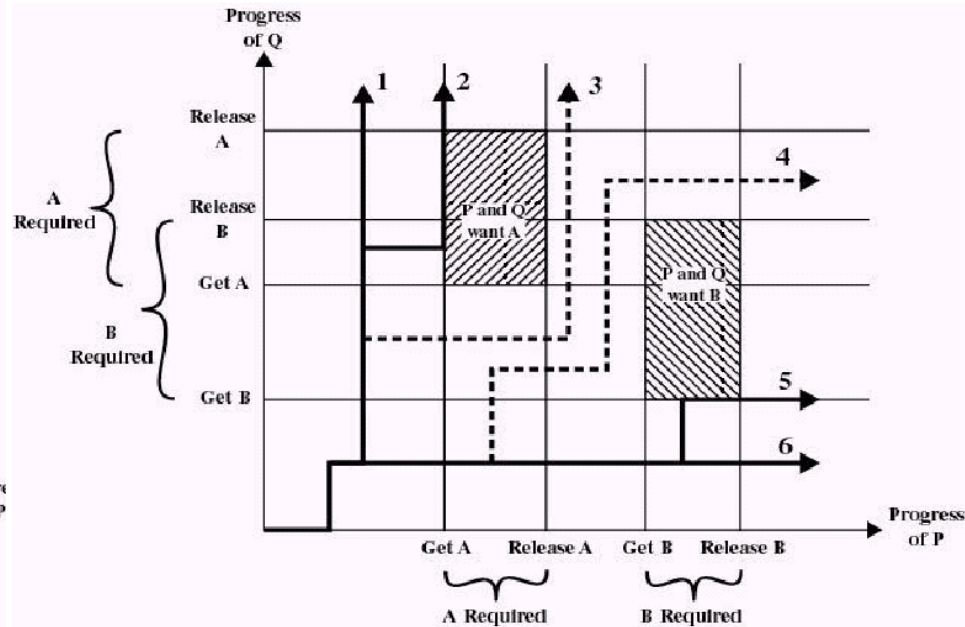 Progress
of Q
1
2
3
4
5
6
Release
A
Release
B
Get A
Get B
A
Required
B
Required
P and Q
want A
P and Q
want B
Progress
of P
Get A
Release A
Get B
Release B
A Required
B Required